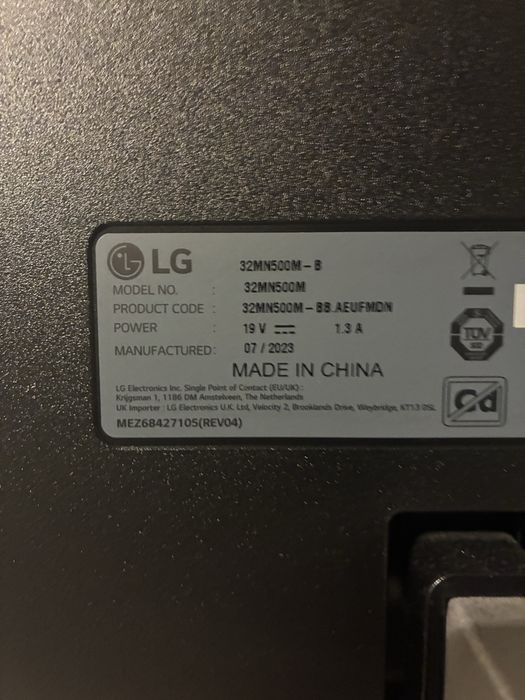 LG 32MN500M-B
MODEL NO. : 32MN500M
PRODUCT CODE : 32MN500M-BB.AEUFMDN
POWER : 19 V 1.3 A
MANUFACTURED: 07 / 2023
MADE IN CHINA
LG Electronics Inc. Single Point of Contact (EU/UK) :
Krijgsman 1, 1186 DM Amstelveen, The Netherlands
UK Importer : LG Electronics U.K. Ltd, Velocity 2, Brooklands Drive, Weybridge, KT13 0SL
MEZ68427105(REV04)
TÜV
Cd